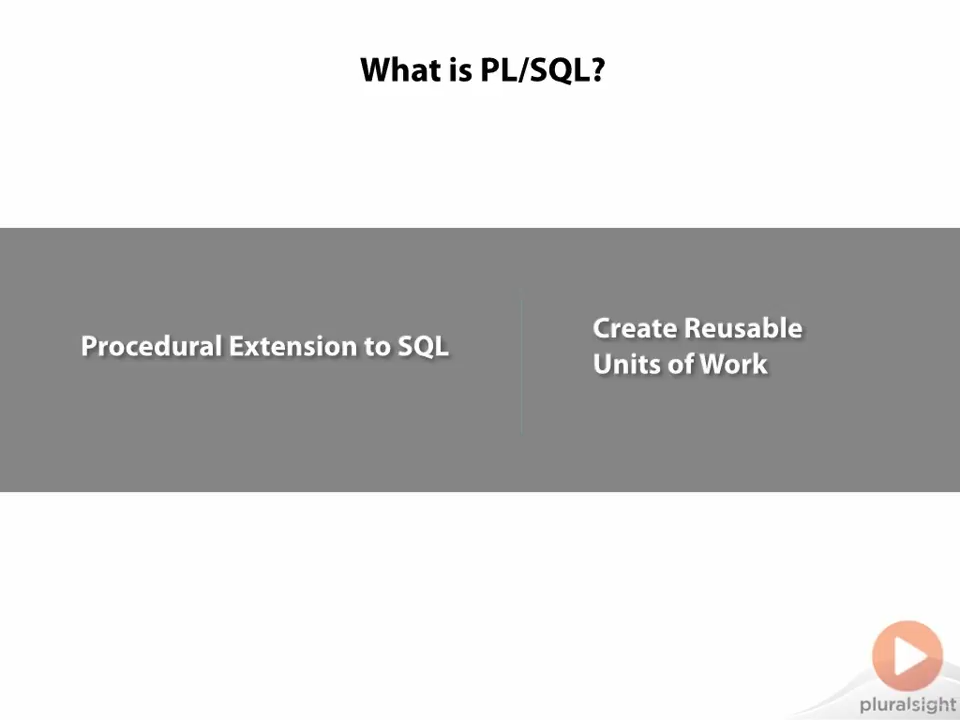 What is PL/SQL?
Procedural Extension to SQL
Create Reusable
Units of Work
pluralsight